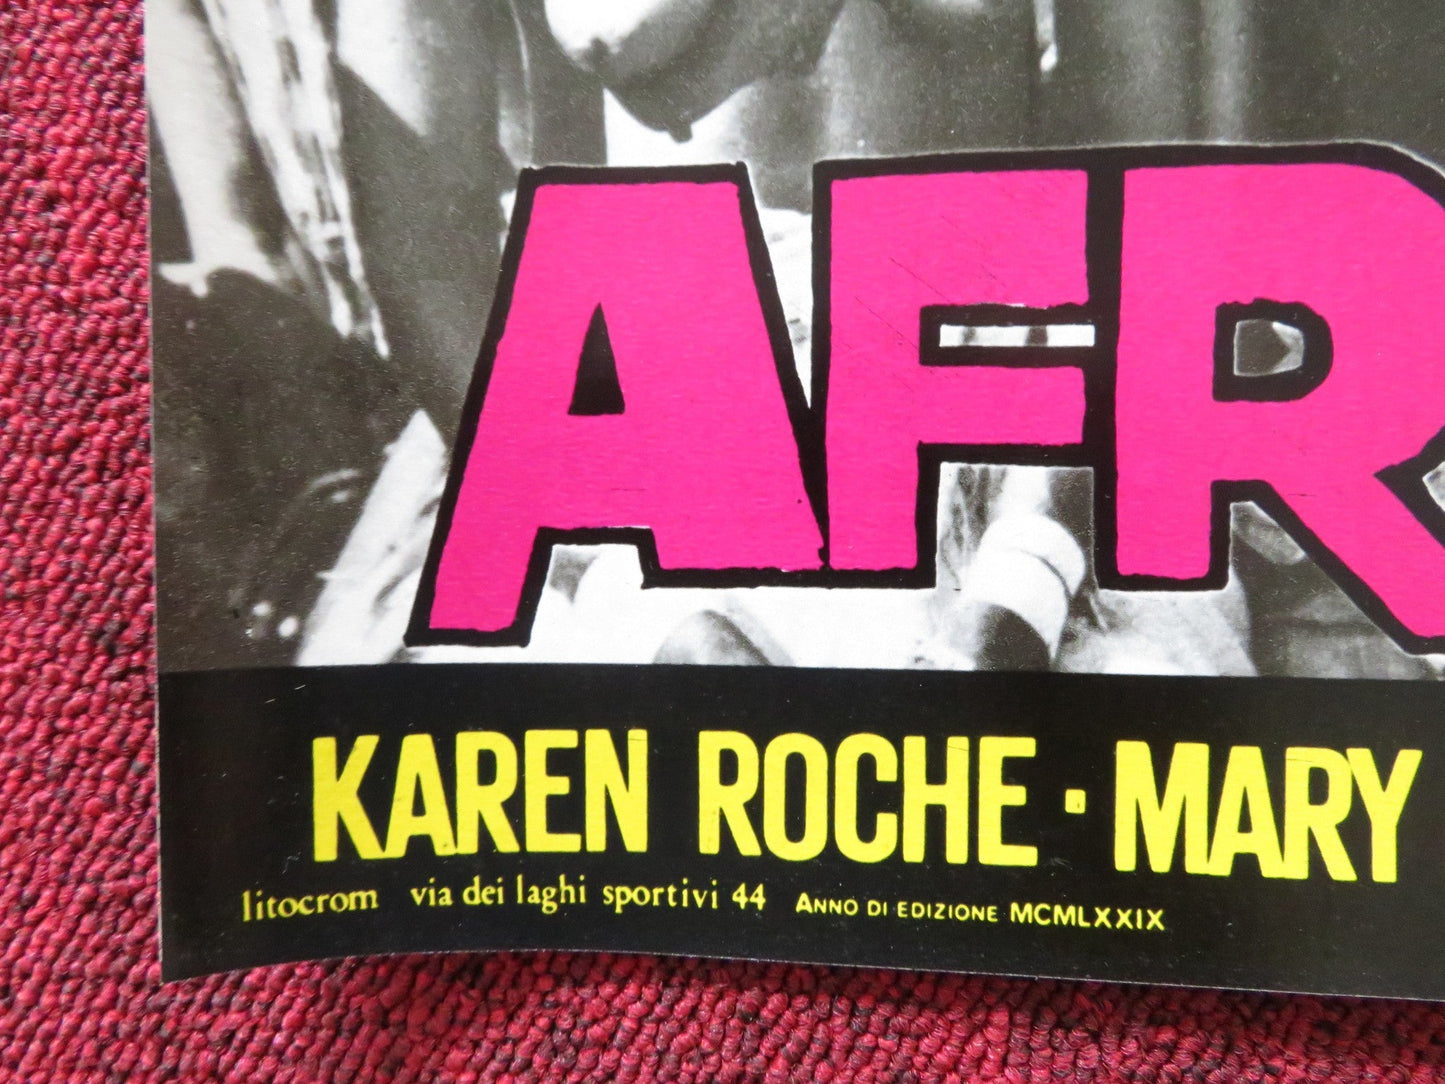 AFR
KAREN ROCHE · MARY
litocrom via dei laghi sportivi 44 ANNO DI EDIZIONE MCMLXXIX